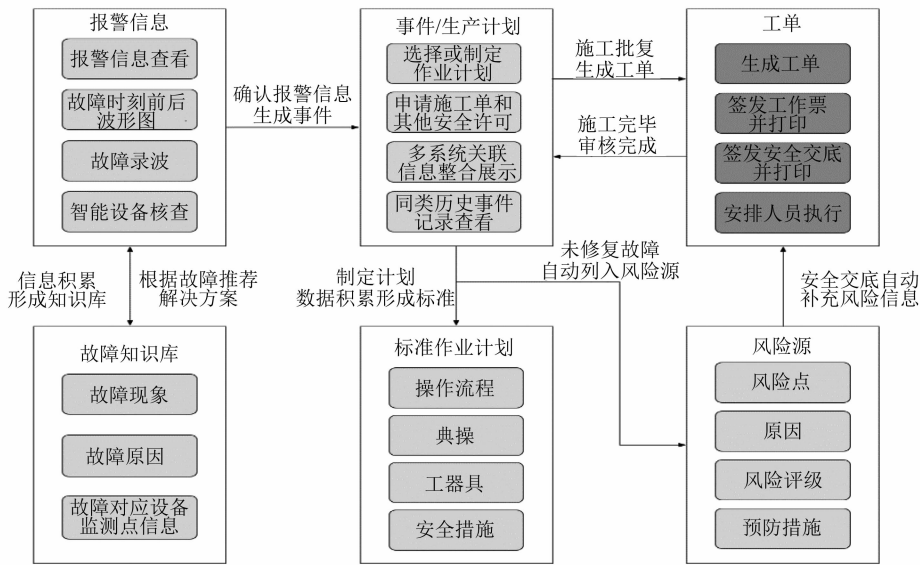 报警信息
报警信息查看
故障时刻前后
波形图
故障录波
智能设备核查
确认报警信息
生成事件
事件/生产计划
选择或制定
作业计划
申请施工单和
其他安全许可
多系统关联
信息整合展示
同类历史事件
记录查看
施工批复
生成工单
施工完毕
审核完成
工单
生成工单
签发工作票
并打印
签发安全交底
并打印
安排人员执行
信息积累
形成知识库
根据故障推荐
解决方案
制定计划
数据积累形成标准
未修复故障
自动列入风险源
安全交底自动
补充风险信息
故障知识库
故障现象
故障原因
故障对应设备
监测点信息
标准作业计划
操作流程
典操
工器具
安全措施
风险源
风险点
原因
风险评级
预防措施